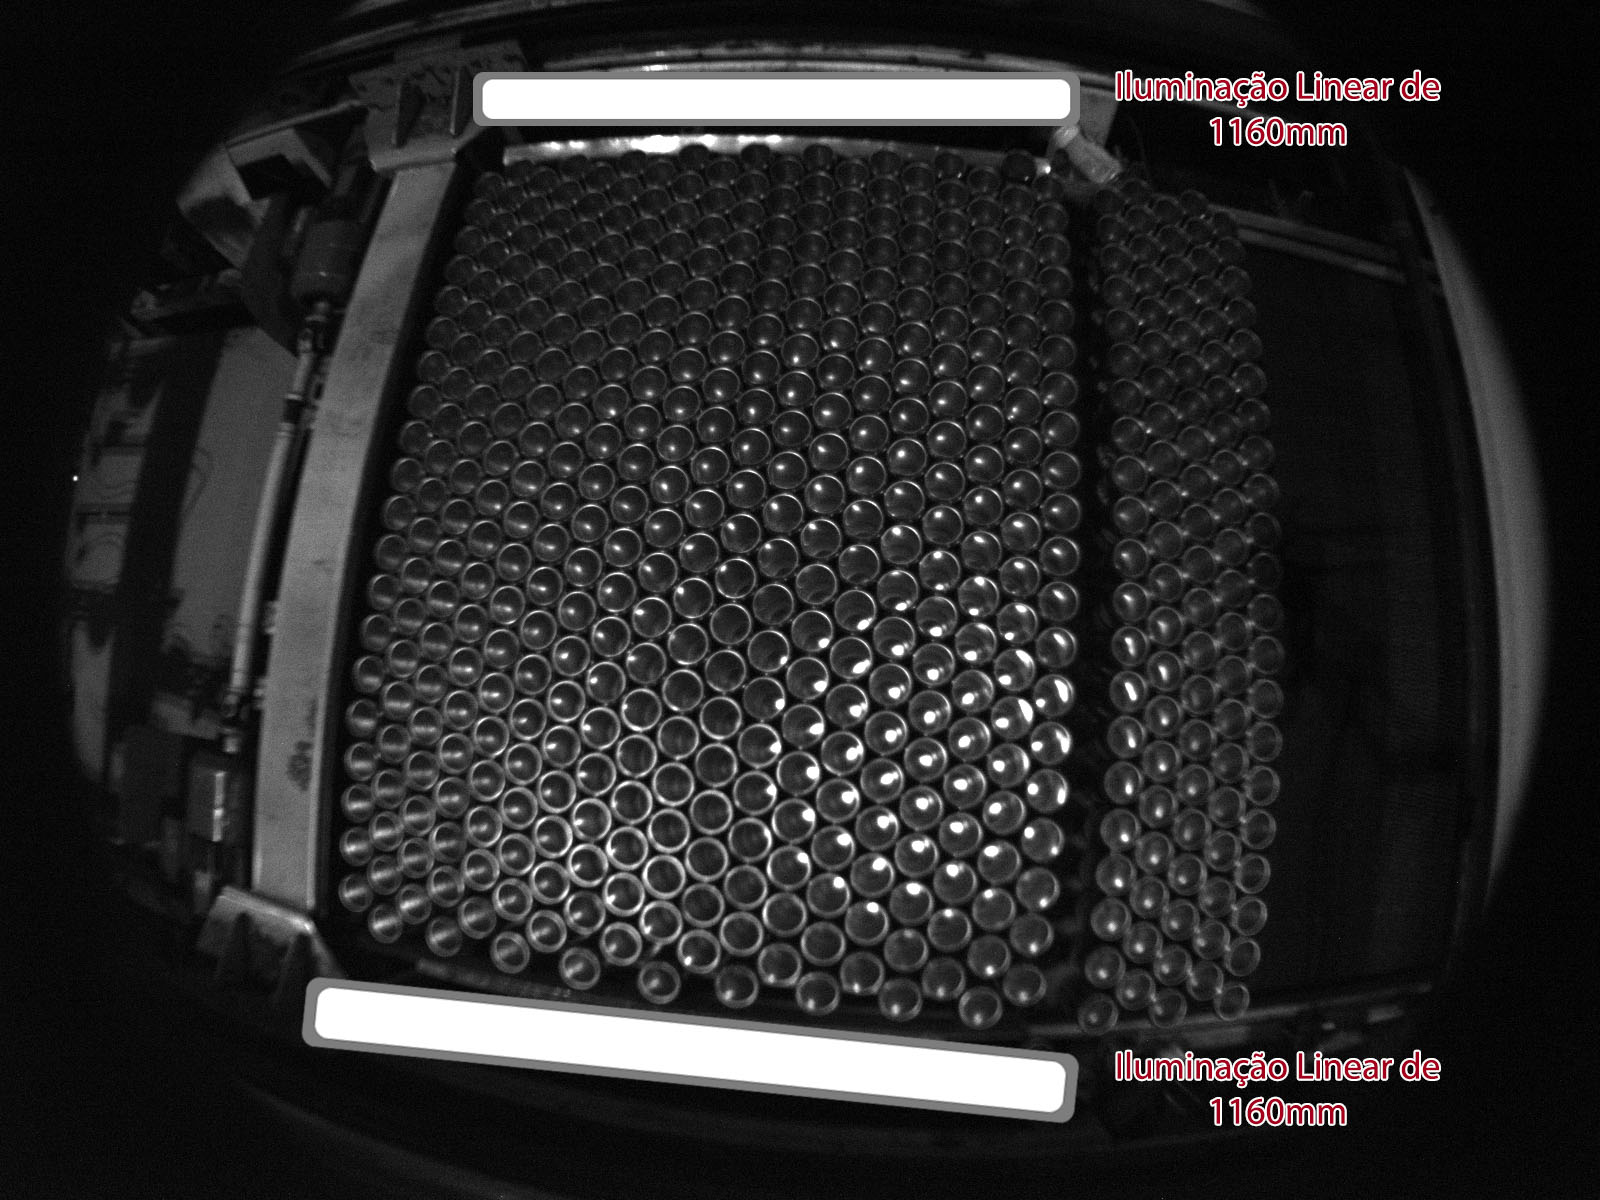 Iluminação Linear de
1160mm
Iluminação Linear de
1160mm